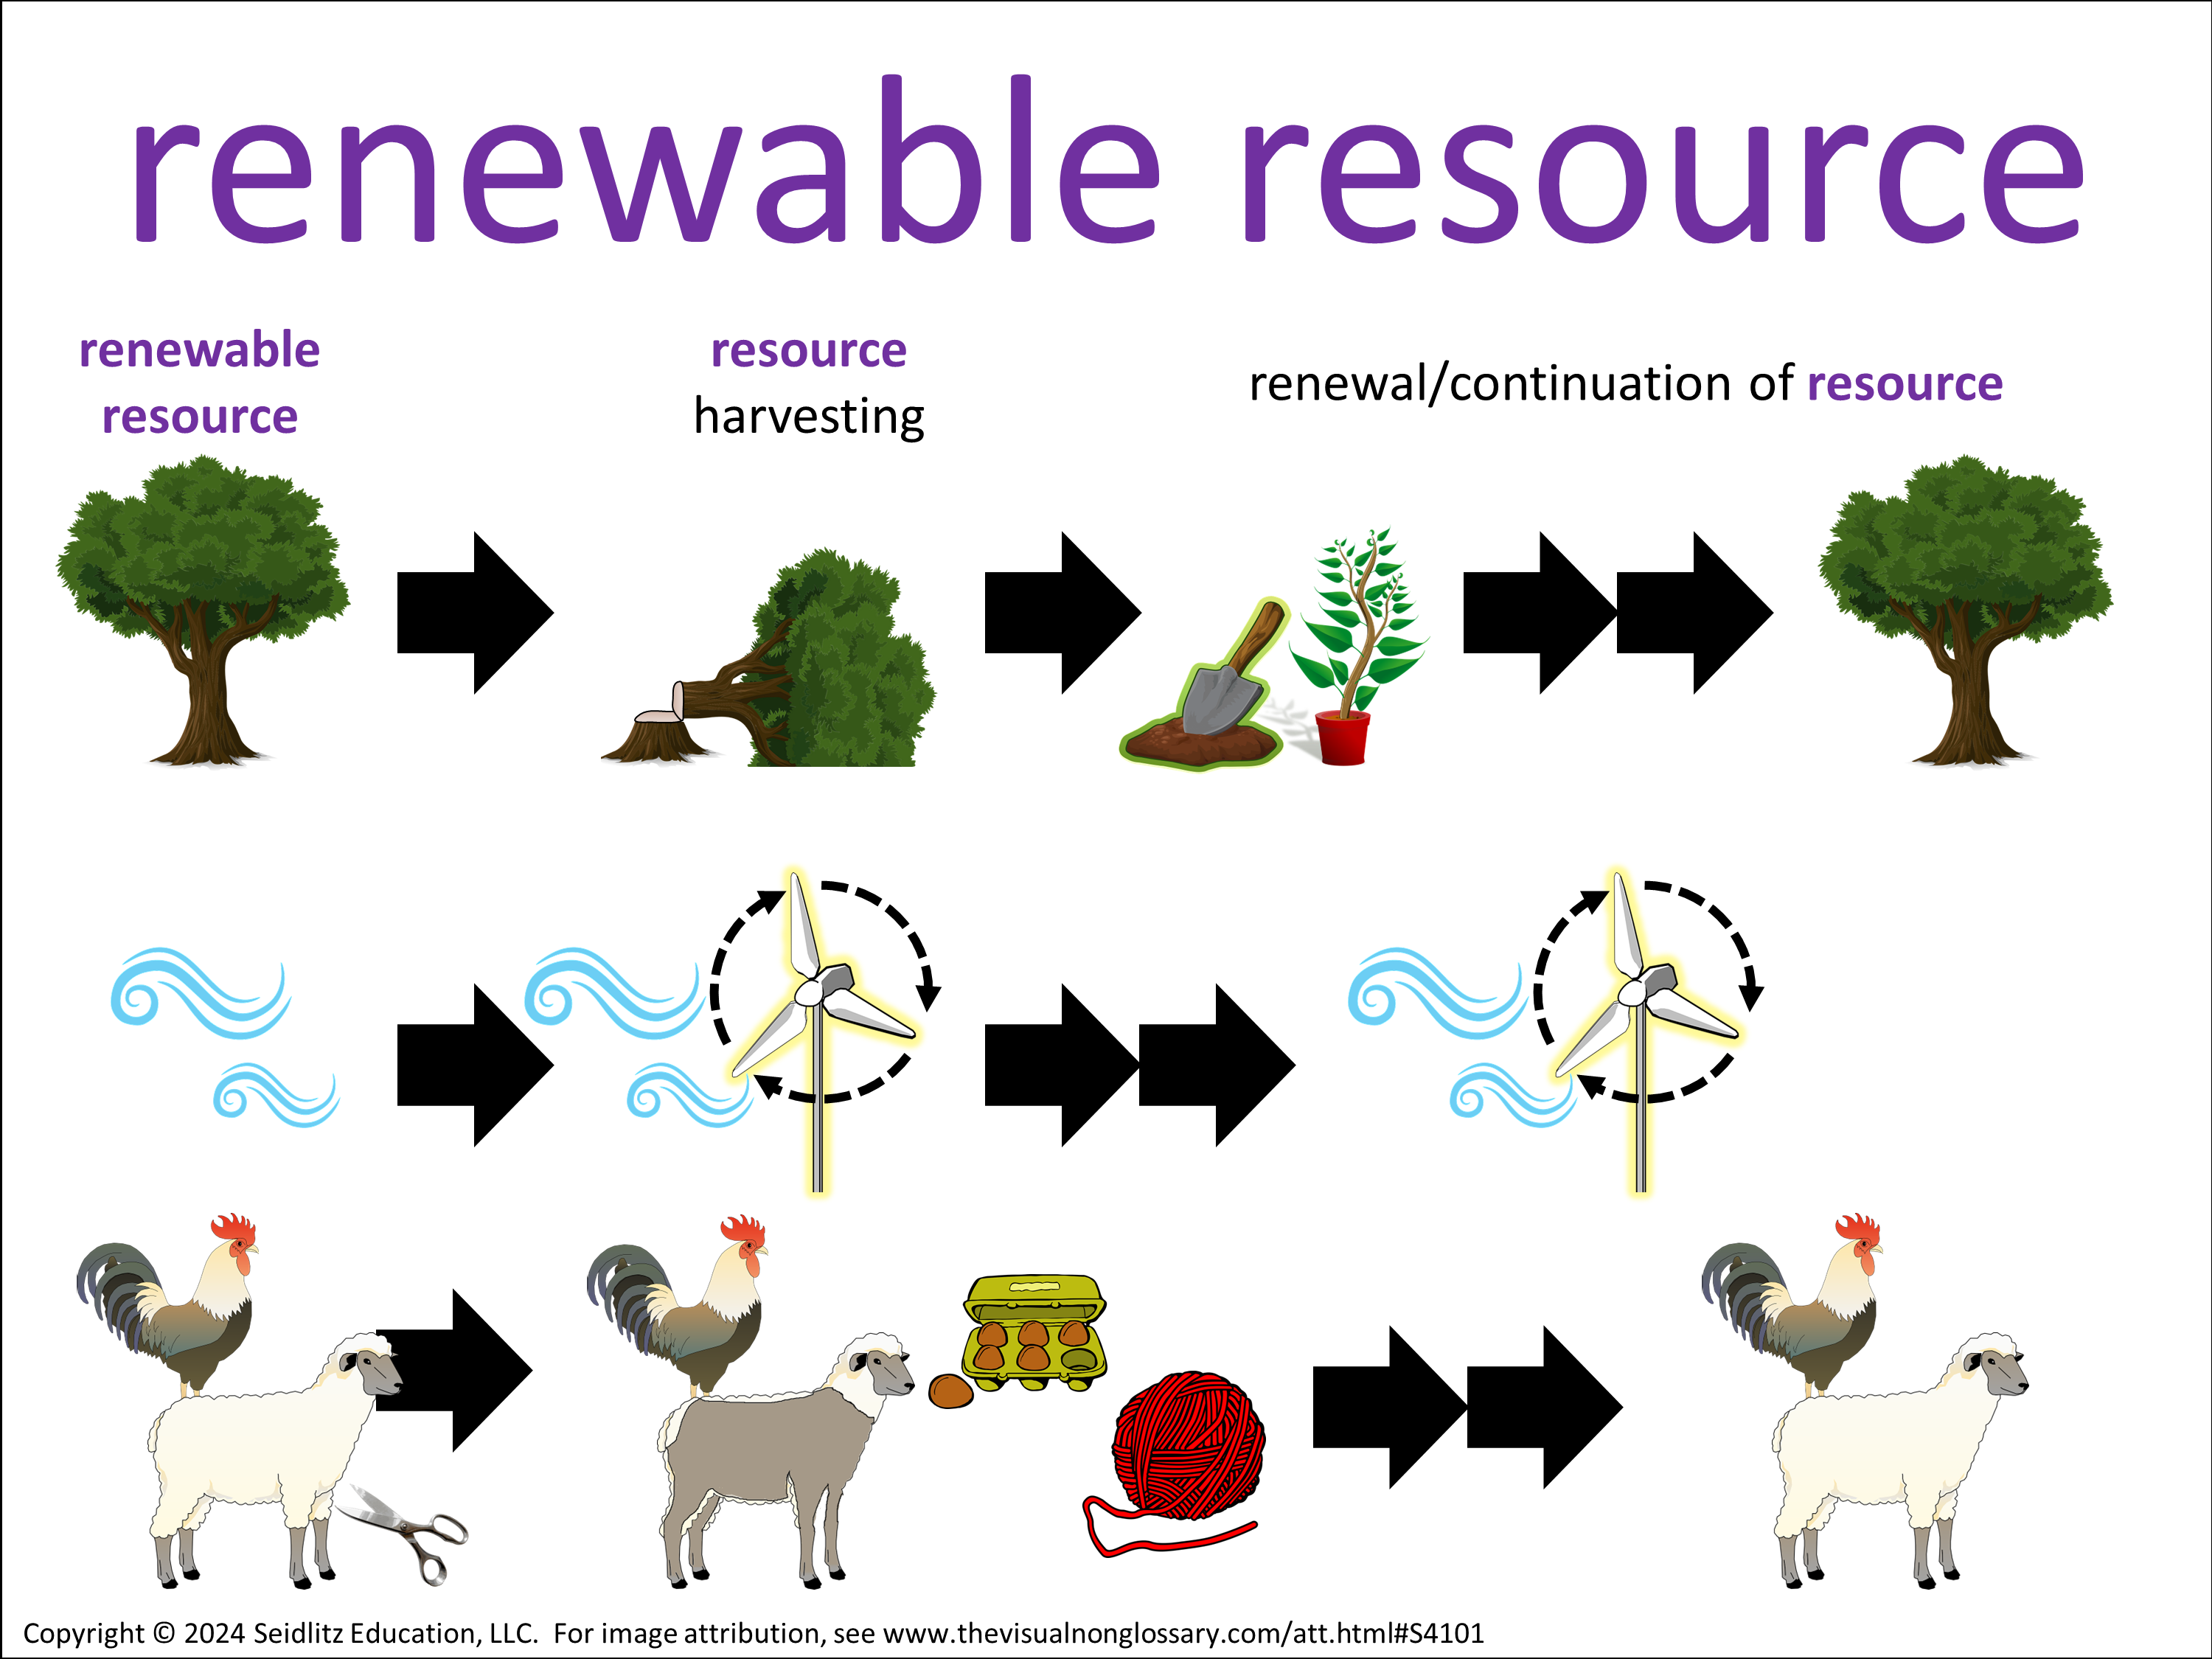 renewable resource
renewable
resource
resource
harvesting
renewal/continuation of resource
Copyright © 2024 Seidlitz Education, LLC.  For image attribution, see www.thevisualnonglossary.com/att.html#S4101